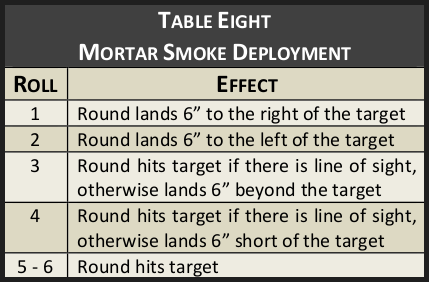 TABLE EIGHT
MORTAR SMOKE DEPLOYMENT
ROLL EFFECT
1 Round lands 6” to the right of the target
2 Round lands 6” to the left of the target
3 Round hits target if there is line of sight,
otherwise lands 6” beyond the target
4 Round hits target if there is line of sight,
otherwise lands 6” short of the target
5 - 6 Round hits target